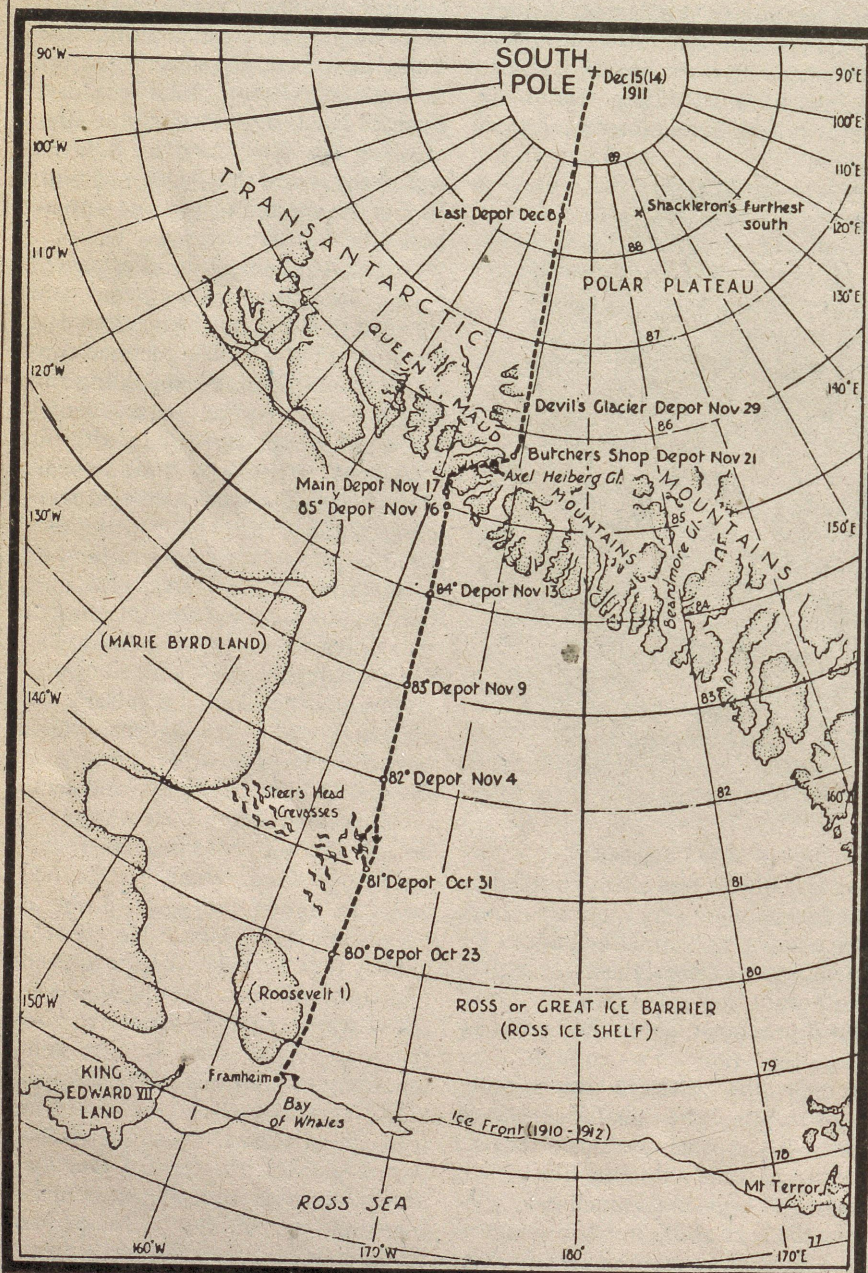 90°W
SOUTH
POLE
Dec 15(14)
1911
90°E
100°E
100°W
89
110°E
TRANSANTARCTIC
Last Depot Dec 8
Shackleton's furthest
south
120°E
110°W
88
POLAR PLATEAU
130°E
87
QUEEN MAUD
120°W
140°E
Devil's Glacier Depot Nov 29
86
Butchers Shop Depot Nov 21
Axel Heiberg Gl.
Main Depot Nov 17
MOUNTAINS
MOUNTAINS
85° Depot Nov 16
130°W
85
150°E
Beardmore Gl.
84° Depot Nov 13
84
(MARIE BYRD LAND)
83° Depot Nov 9
83
140°W
82° Depot Nov 4
82
160°
Steer's Head
Crevasses
81° Depot Oct 31
81
80° Depot Oct 23
80
150°W
(Roosevelt I)
ROSS or GREAT ICE BARRIER
(ROSS ICE SHELF)
79
KING
EDWARD VII
LAND
Framheim
Bay
of Whales
Ice Front (1910-1912)
78
Mt Terror
ROSS SEA
160°W
170°W
180°
170°E
77